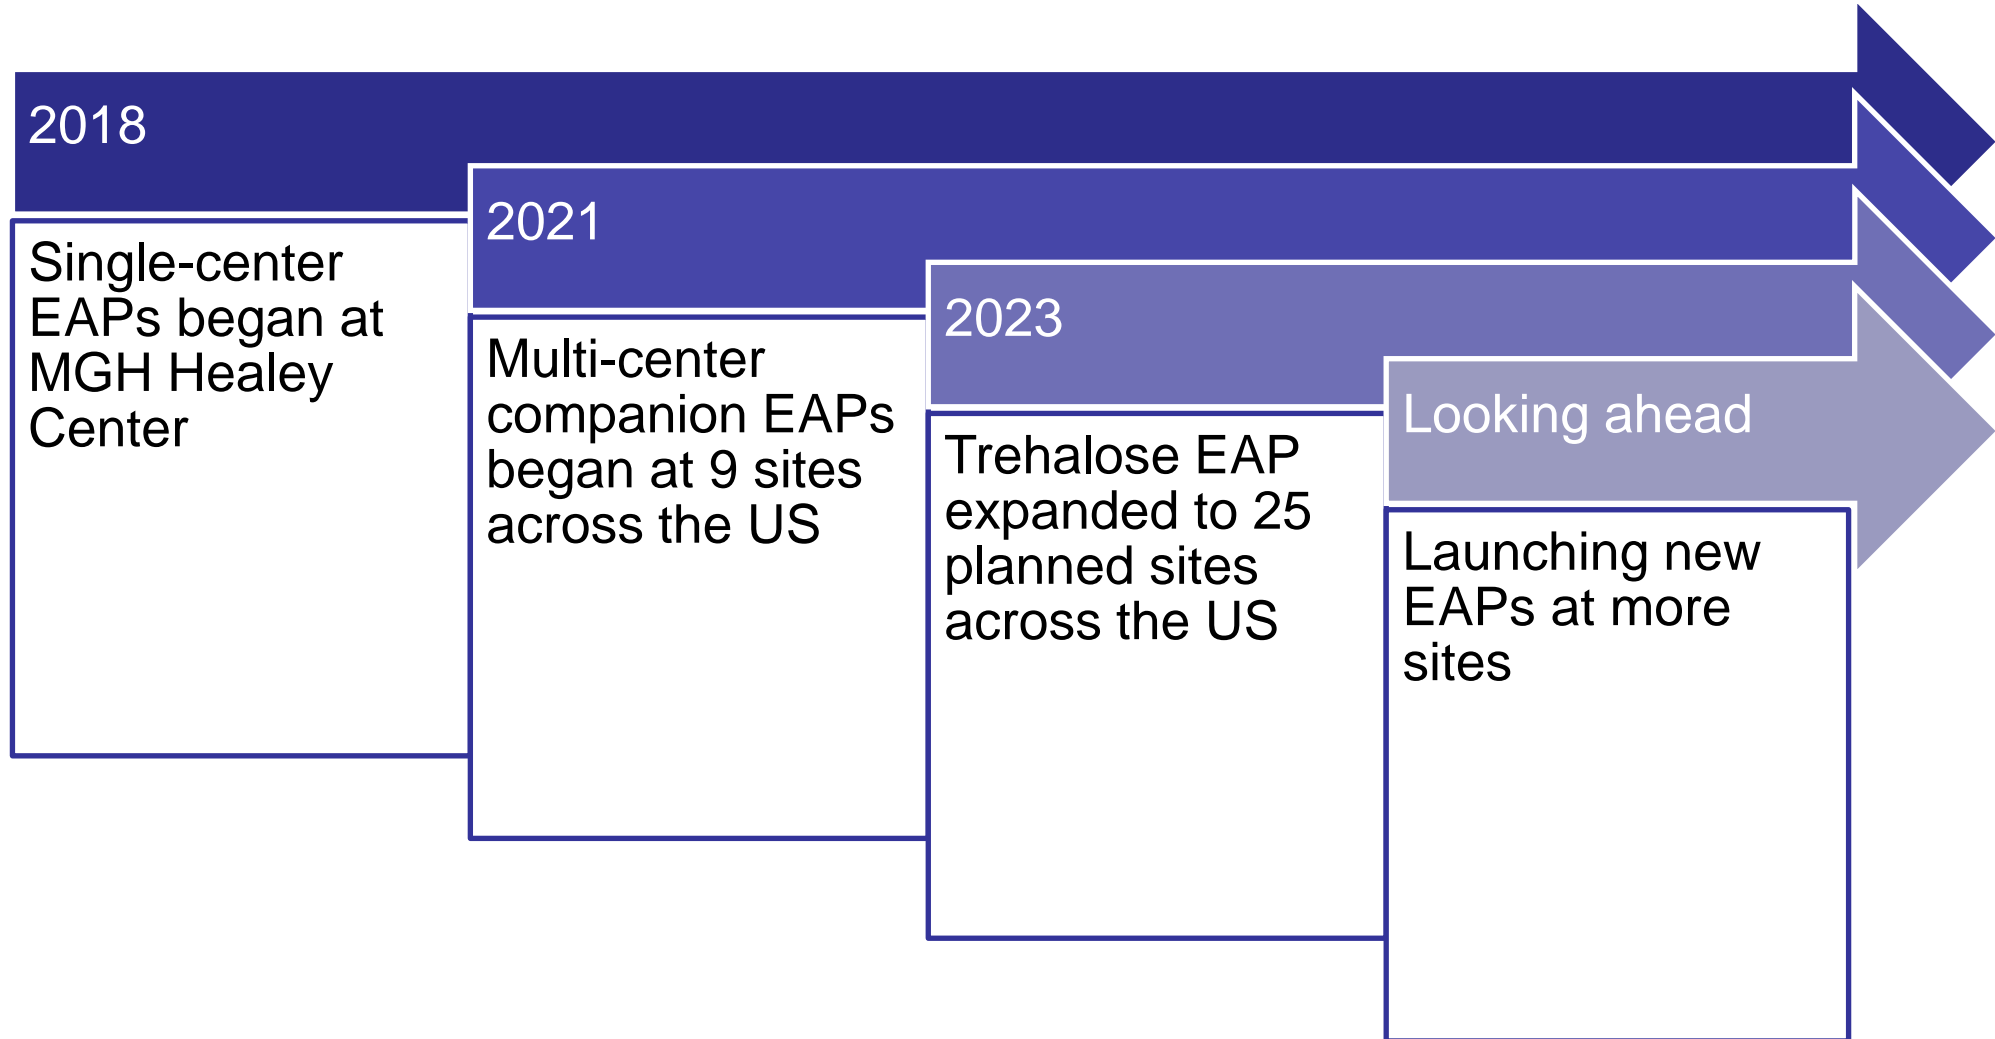 2018
Single-center
EAPs began at
MGH Healey
Center
2021
Multi-center
companion EAPs
began at 9 sites
across the US
2023
Trehalose EAP
expanded to 25
planned sites
across the US
Looking ahead
Launching new
EAPs at more
sites